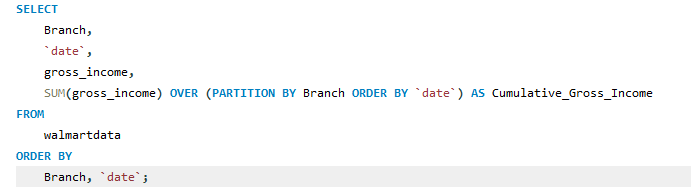 SELECT
Branch,
`date`,
gross_income,
SUM(gross_income) OVER (PARTITION BY Branch ORDER BY `date`) AS Cumulative_Gross_Income
FROM
walmartdata
ORDER BY
Branch, `date`;